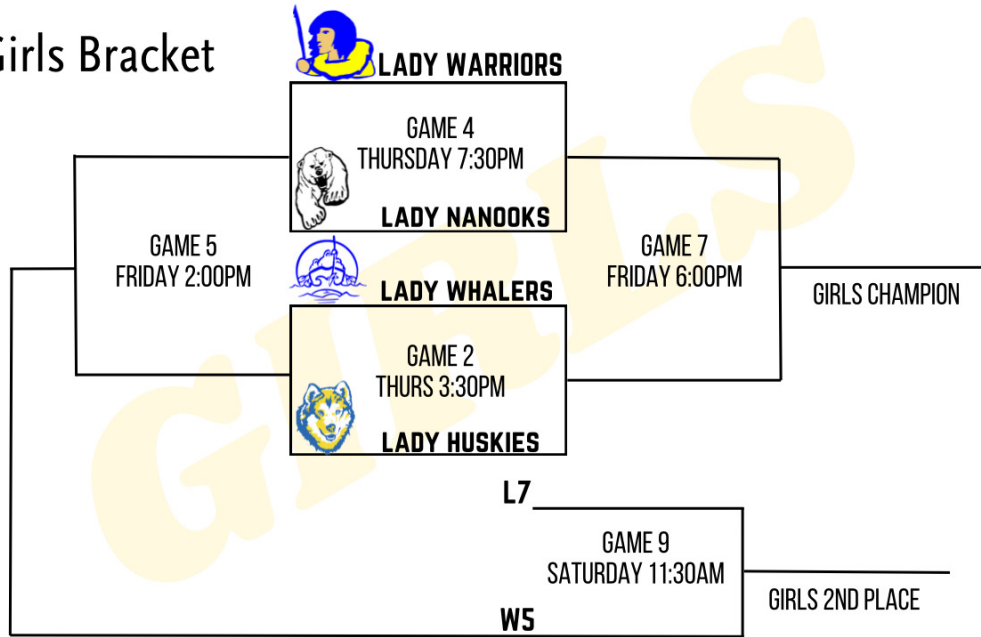 Girls Bracket
LADY WARRIORS
GAME 4
THURSDAY 7:30PM
LADY NANOOKS
GAME 5
FRIDAY 2:00PM
GAME 7
FRIDAY 6:00PM
LADY WHALERS
GIRLS CHAMPION
GAME 2
THURS 3:30PM
LADY HUSKIES
L7
GAME 9
SATURDAY 11:30AM
GIRLS 2ND PLACE
W5
GIRLS